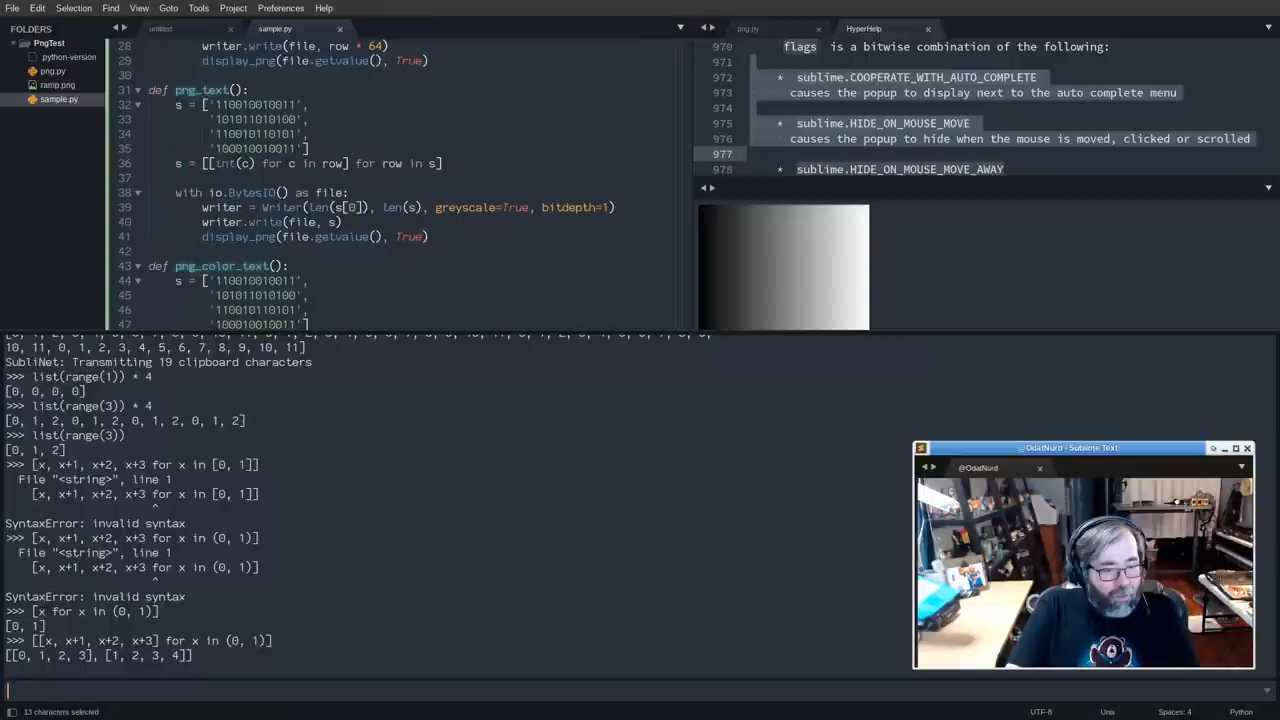 File Edit Selection Find View Goto Tools Project Preferences Help
FOLDERS
PngTest
.python-version
png.py
ramp.png
sample.py
untitled
sample.py
28 writer.write(file, row * 64)
29 display_png(file.getvalue(), True)
30
31 def png_text():
32 s = ['110010010011',
33 '101011010100',
34 '110010110101',
35 '100010010011']
36 s = [[int(c) for c in row] for row in s]
37
38 with io.BytesIO() as file:
39 writer = Writer(len(s[0]), len(s), greyscale=True, bitdepth=1)
40 writer.write(file, s)
41 display_png(file.getvalue(), True)
42
43 def png_color_text():
44 s = ['110010010011',
45 '101011010100',
46 '110010110101',
47 '100010010011']
png.py
HyperHelp
970 flags is a bitwise combination of the following:
971
972 * sublime.COOPERATE_WITH_AUTO_COMPLETE
973 causes the popup to display next to the auto complete menu
974
975 * sublime.HIDE_ON_MOUSE_MOVE
976 causes the popup to hide when the mouse is moved, clicked or scrolled
977
978 * sublime.HIDE_ON_MOUSE_MOVE_AWAY
10, 11, 0, 1, 2, 3, 4, 5, 6, 7, 8, 9, 10, 11]
SubliNet: Transmitting 19 clipboard characters
>>> list(range(1)) * 4
[0, 0, 0, 0]
>>> list(range(3)) * 4
[0, 1, 2, 0, 1, 2, 0, 1, 2, 0, 1, 2]
>>> list(range(3))
[0, 1, 2]
>>> [x, x+1, x+2, x+3 for x in [0, 1]]
File "<string>", line 1
[x, x+1, x+2, x+3 for x in [0, 1]]
^
SyntaxError: invalid syntax
>>> [x, x+1, x+2, x+3 for x in (0, 1)]
File "<string>", line 1
[x, x+1, x+2, x+3 for x in (0, 1)]
^
SyntaxError: invalid syntax
>>> [x for x in (0, 1)]
[0, 1]
>>> [[x, x+1, x+2, x+3] for x in (0, 1)]
[[0, 1, 2, 3], [1, 2, 3, 4]]
OdatNurd - Sublime Text
@OdatNurd
13 characters selected
UTF-8 Unix Spaces: 4 Python